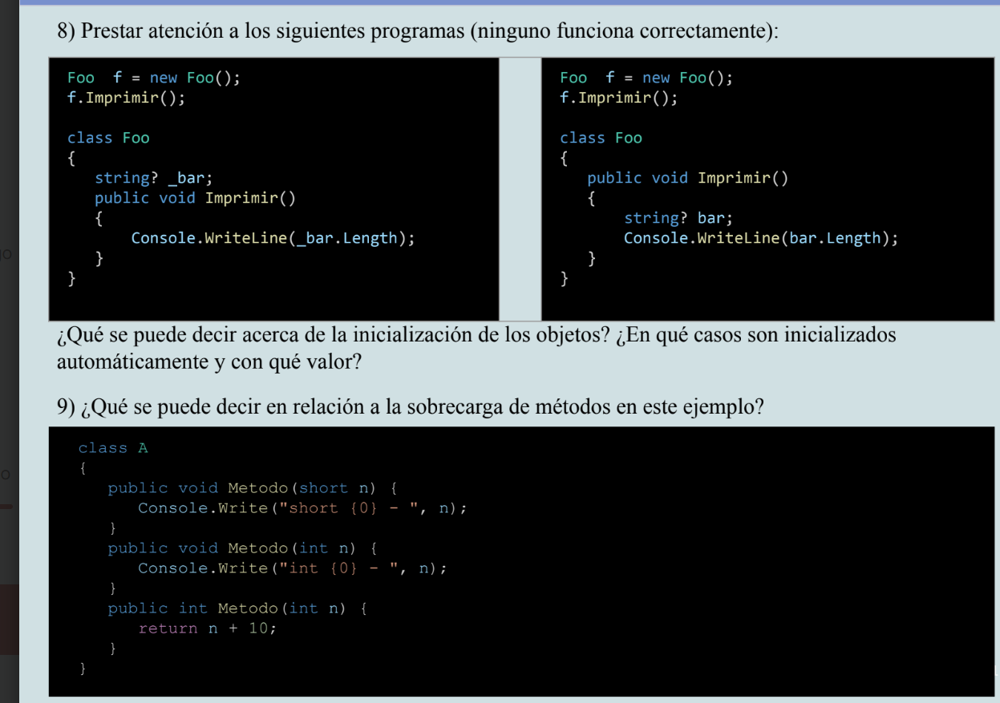 8) Prestar atención a los siguientes programas (ninguno funciona correctamente):
Foo  f = new Foo();
f.Imprimir();

class Foo
{
   string? _bar;
   public void Imprimir()
   {
       Console.WriteLine(_bar.Length);
   }
}
Foo  f = new Foo();
f.Imprimir();

class Foo
{
   public void Imprimir()
   {
       string? bar;
       Console.WriteLine(bar.Length);
   }
}
¿Qué se puede decir acerca de la inicialización de los objetos? ¿En qué casos son inicializados
automáticamente y con qué valor?
9) ¿Qué se puede decir en relación a la sobrecarga de métodos en este ejemplo?
class A
{
   public void Metodo(short n) {
      Console.Write("short {0} - ", n);
   }
   public void Metodo(int n) {
      Console.Write("int {0} - ", n);
   }
   public int Metodo(int n) {
      return n + 10;
   }
}